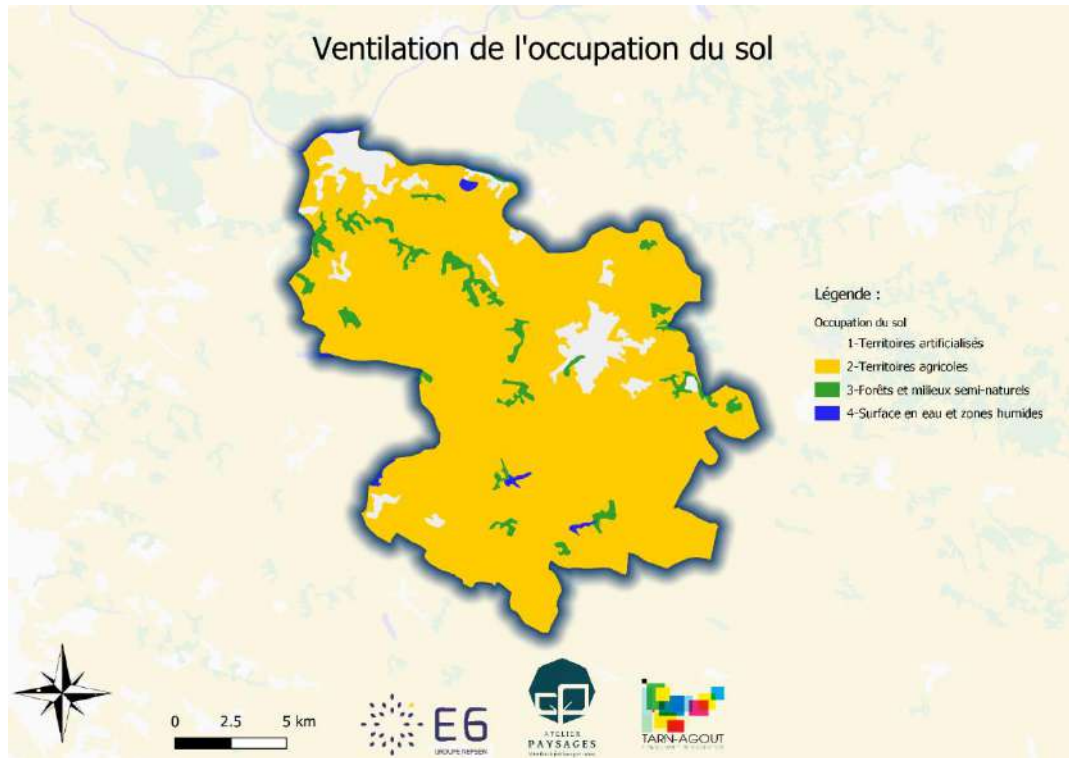 Ventilation de l'occupation du sol
Légende :
Occupation du sol
1-Territoires artificialisés
2-Territoires agricoles
3-Forêts et milieux semi-naturels
4-Surface en eau et zones humides
0 2.5 5 km
E6
GROUPE NEPSEN
ATELIER
PAYSAGES
TARN-AGOUT